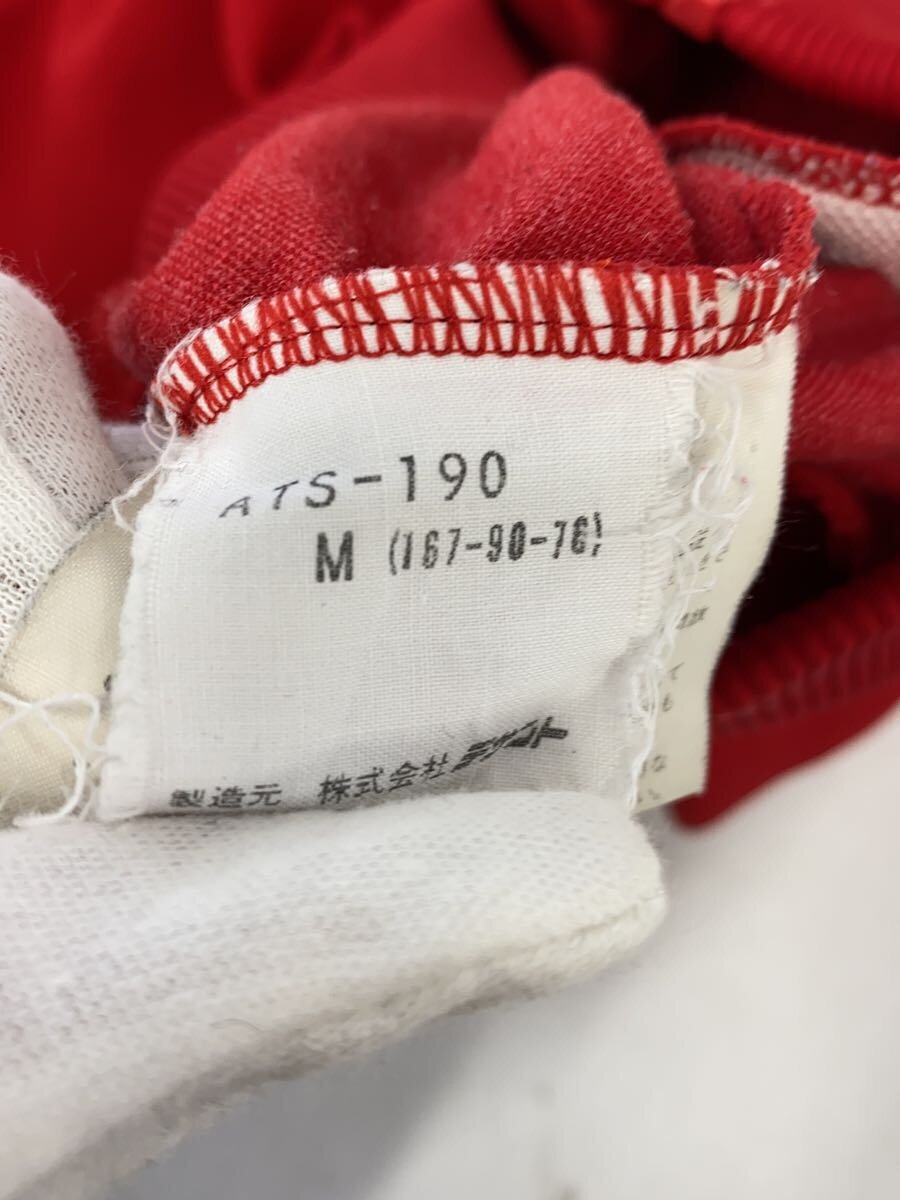 ATS-190
M (167-90-76)
製造元 株式会社デサント